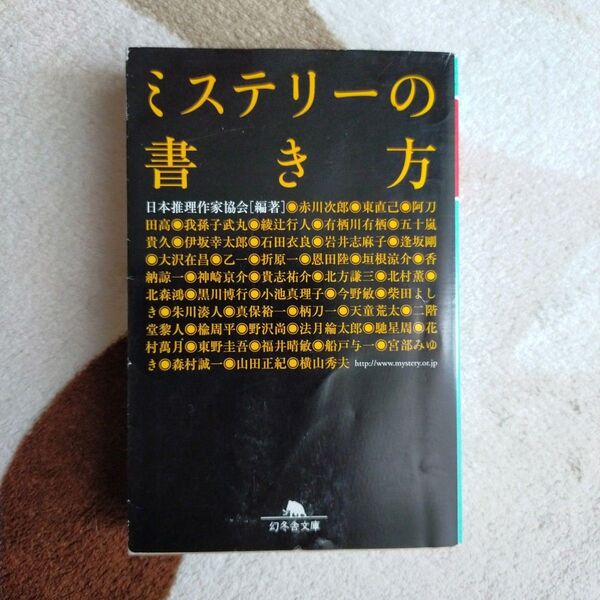 ミステリーの
書き方
日本推理作家協会[編著]◉赤川次郎◉東直己◉阿刀
田高◉我孫子武丸◉綾辻行人◉有栖川有栖◉五十嵐
貴久◉伊坂幸太郎◉石田衣良◉岩井志麻子◉逢坂剛
◉大沢在昌◉乙一◉折原一◉恩田陸◉垣根涼介◉香
納諒一◉神崎京介◉貴志祐介◉北方謙三◉北村薫◉
北森鴻◉黒川博行◉小池真理子◉今野敏◉柴田よし
き◉朱川湊人◉真保裕一◉柄刀一◉天童荒太◉二階
堂黎人◉楡周平◉野沢尚◉法月綸太郎◉馳星周◉花
村萬月◉東野圭吾◉福井晴敏◉船戸与一◉宮部みゆ
き◉森村誠一◉山田正紀◉横山秀夫 http://www.mystery.or.jp
幻冬舎文庫